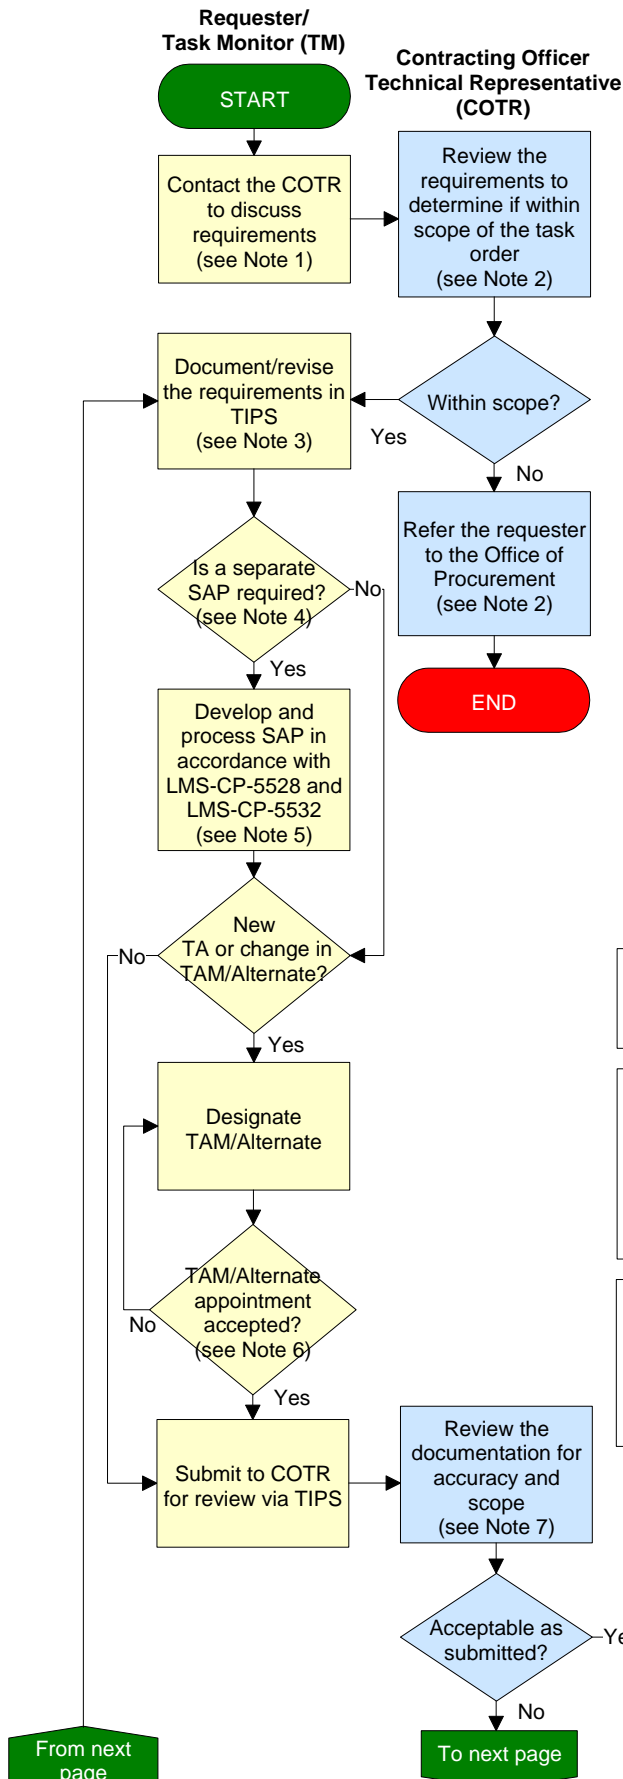 Requester/
Task Monitor (TM)
Contracting Officer
Technical Representative
(COTR)
START
Contact the COTR
to discuss
requirements
(see Note 1)
Review the
requirements to
determine if within
scope of the task
order
(see Note 2)
Within scope?
Yes
No
Document/revise
the requirements in
TIPS
(see Note 3)
Refer the requester
to the Office of
Procurement
(see Note 2)
END
Is a separate
SAP required?
(see Note 4)
No
Yes
Develop and
process SAP in
accordance with
LMS-CP-5528 and
LMS-CP-5532
(see Note 5)
New
TA or change in
TAM/Alternate?
No
Yes
Designate
TAM/Alternate
TAM/Alternate
appointment
accepted?
(see Note 6)
No
Yes
Submit to COTR
for review via TIPS
Review the
documentation for
accuracy and
scope
(see Note 7)
Acceptable as
submitted?
No
From next
page
To next page